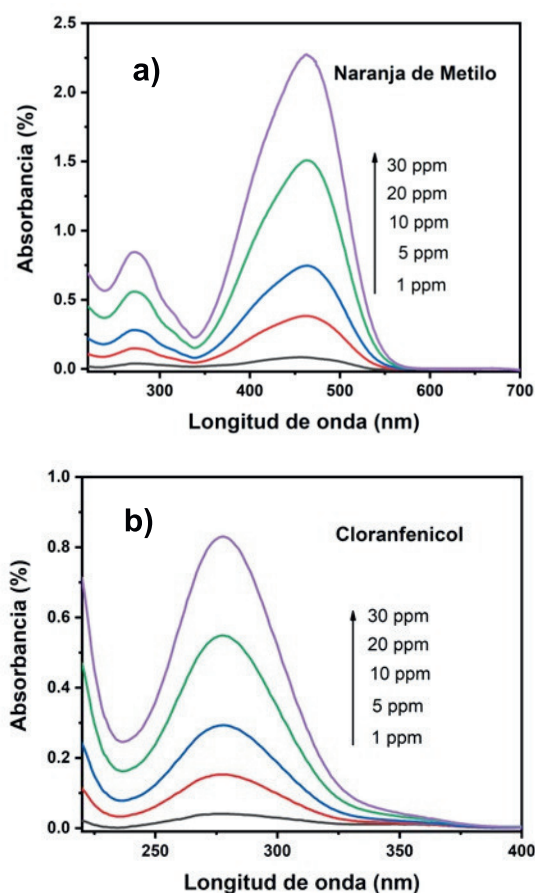 a)
Naranja de Metilo
Absorbancia (%)
2.5
2.0
1.5
1.0
0.5
0.0
30 ppm
20 ppm
10 ppm
5 ppm
1 ppm
300 400 500 600 700
Longitud de onda (nm)
b)
Cloranfenicol
Absorbancia (%)
1.0
0.8
0.6
0.4
0.2
0.0
30 ppm
20 ppm
10 ppm
5 ppm
1 ppm
250 300 350 400
Longitud de onda (nm)